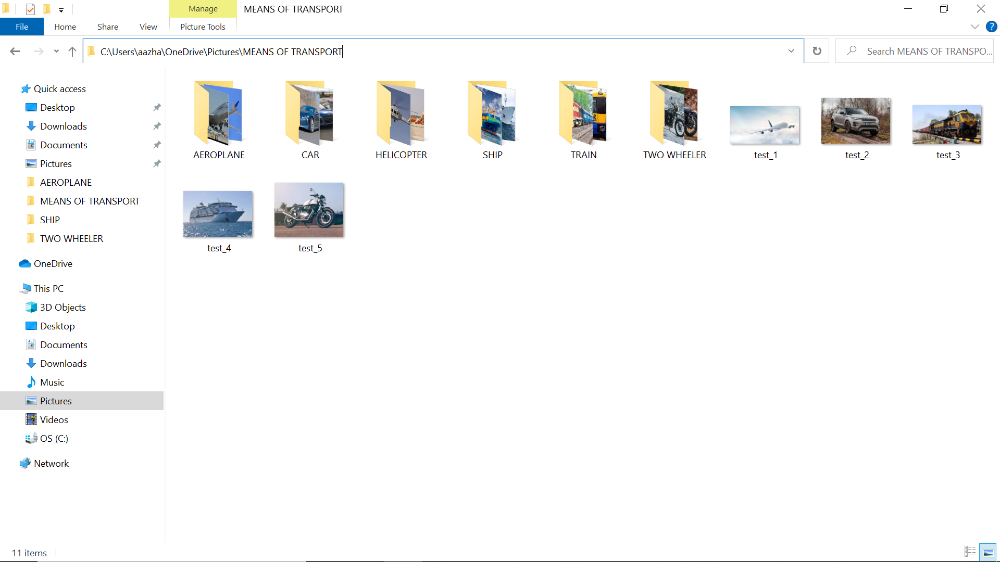 Manage
MEANS OF TRANSPORT
File
Home
Share
View
Picture Tools
?
C:\Users\aazha\OneDrive\Pictures\MEANS OF TRANSPORT
Search MEANS OF TRANSPO...
Quick access
Desktop
Downloads
Documents
Pictures
AEROPLANE
MEANS OF TRANSPORT
SHIP
TWO WHEELER
OneDrive
This PC
3D Objects
Desktop
Documents
Downloads
Music
Pictures
Videos
OS (C:)
Network
AEROPLANE
CAR
HELICOPTER
SHIP
TRAIN
TWO WHEELER
test_1
test_2
test_3
test_4
test_5
11 items